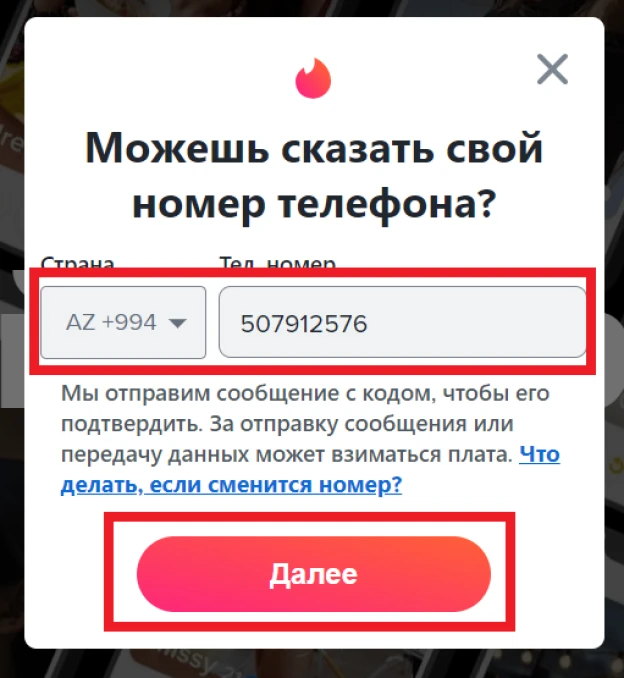 Можешь сказать свой
номер телефона?
Страна Тел. номер
AZ +994 507912576
Мы отправим сообщение с кодом, чтобы его
подтвердить. За отправку сообщения или
передачу данных может взиматься плата. Что
делать, если сменится номер?
Далее